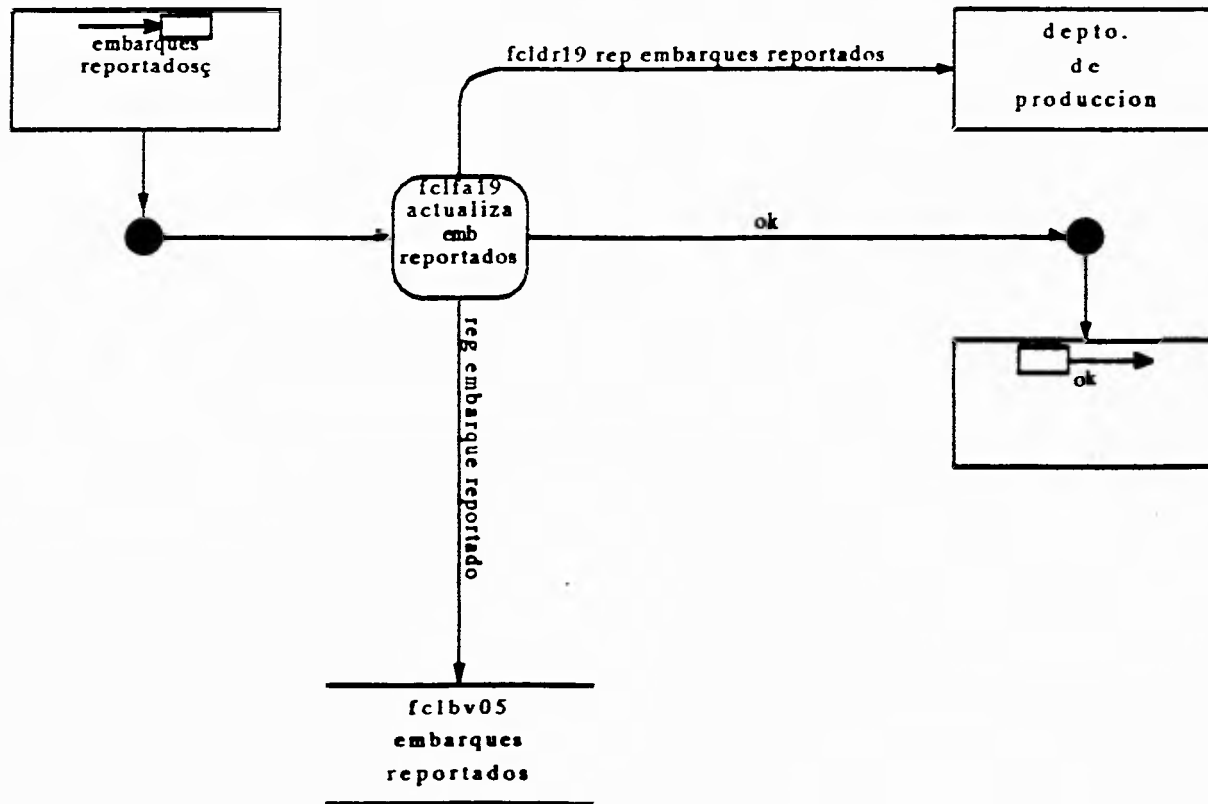 embarques
reportadosç
fcldr19 rep embarques reportados
depto.
de
produccion
fclfa19
actualiza
emb
reportados
ok
ok
reg embarque reportado
fclbv05
embarques
reportados